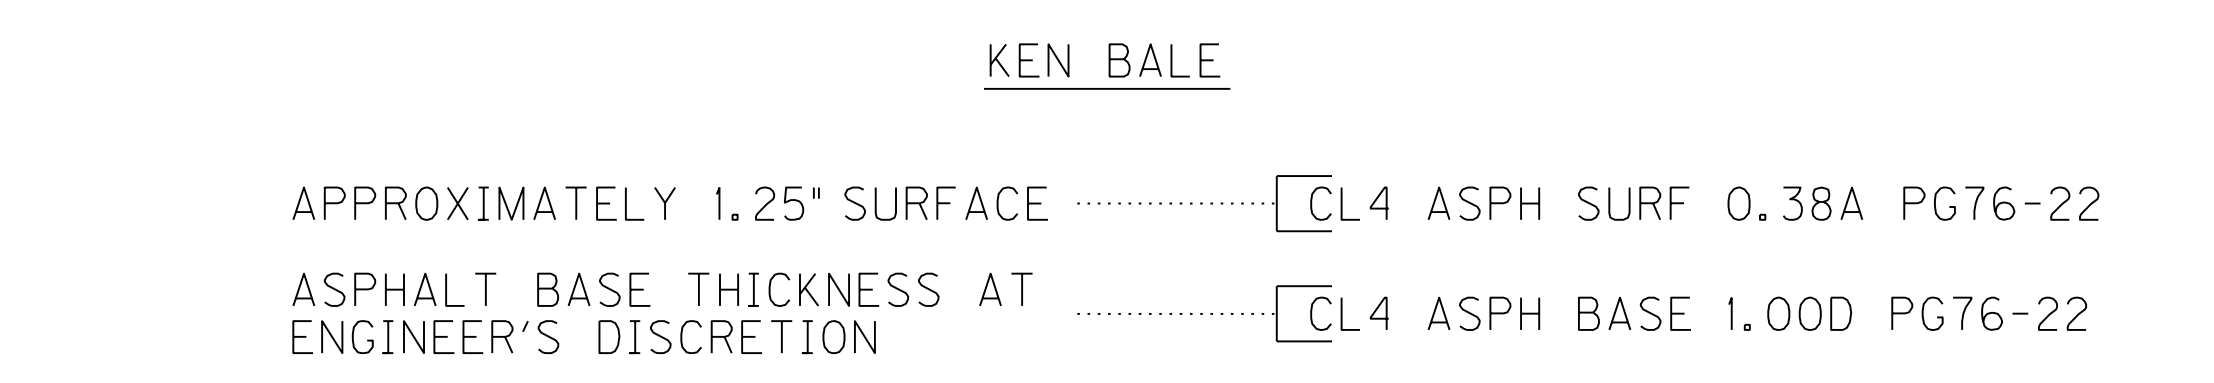 KEN BALE
APPROXIMATELY 1.25" SURFACE CL4 ASPH SURF 0.38A PG76-22
ASPHALT BASE THICKNESS AT
ENGINEER'S DISCRETION CL4 ASPH BASE 1.00D PG76-22